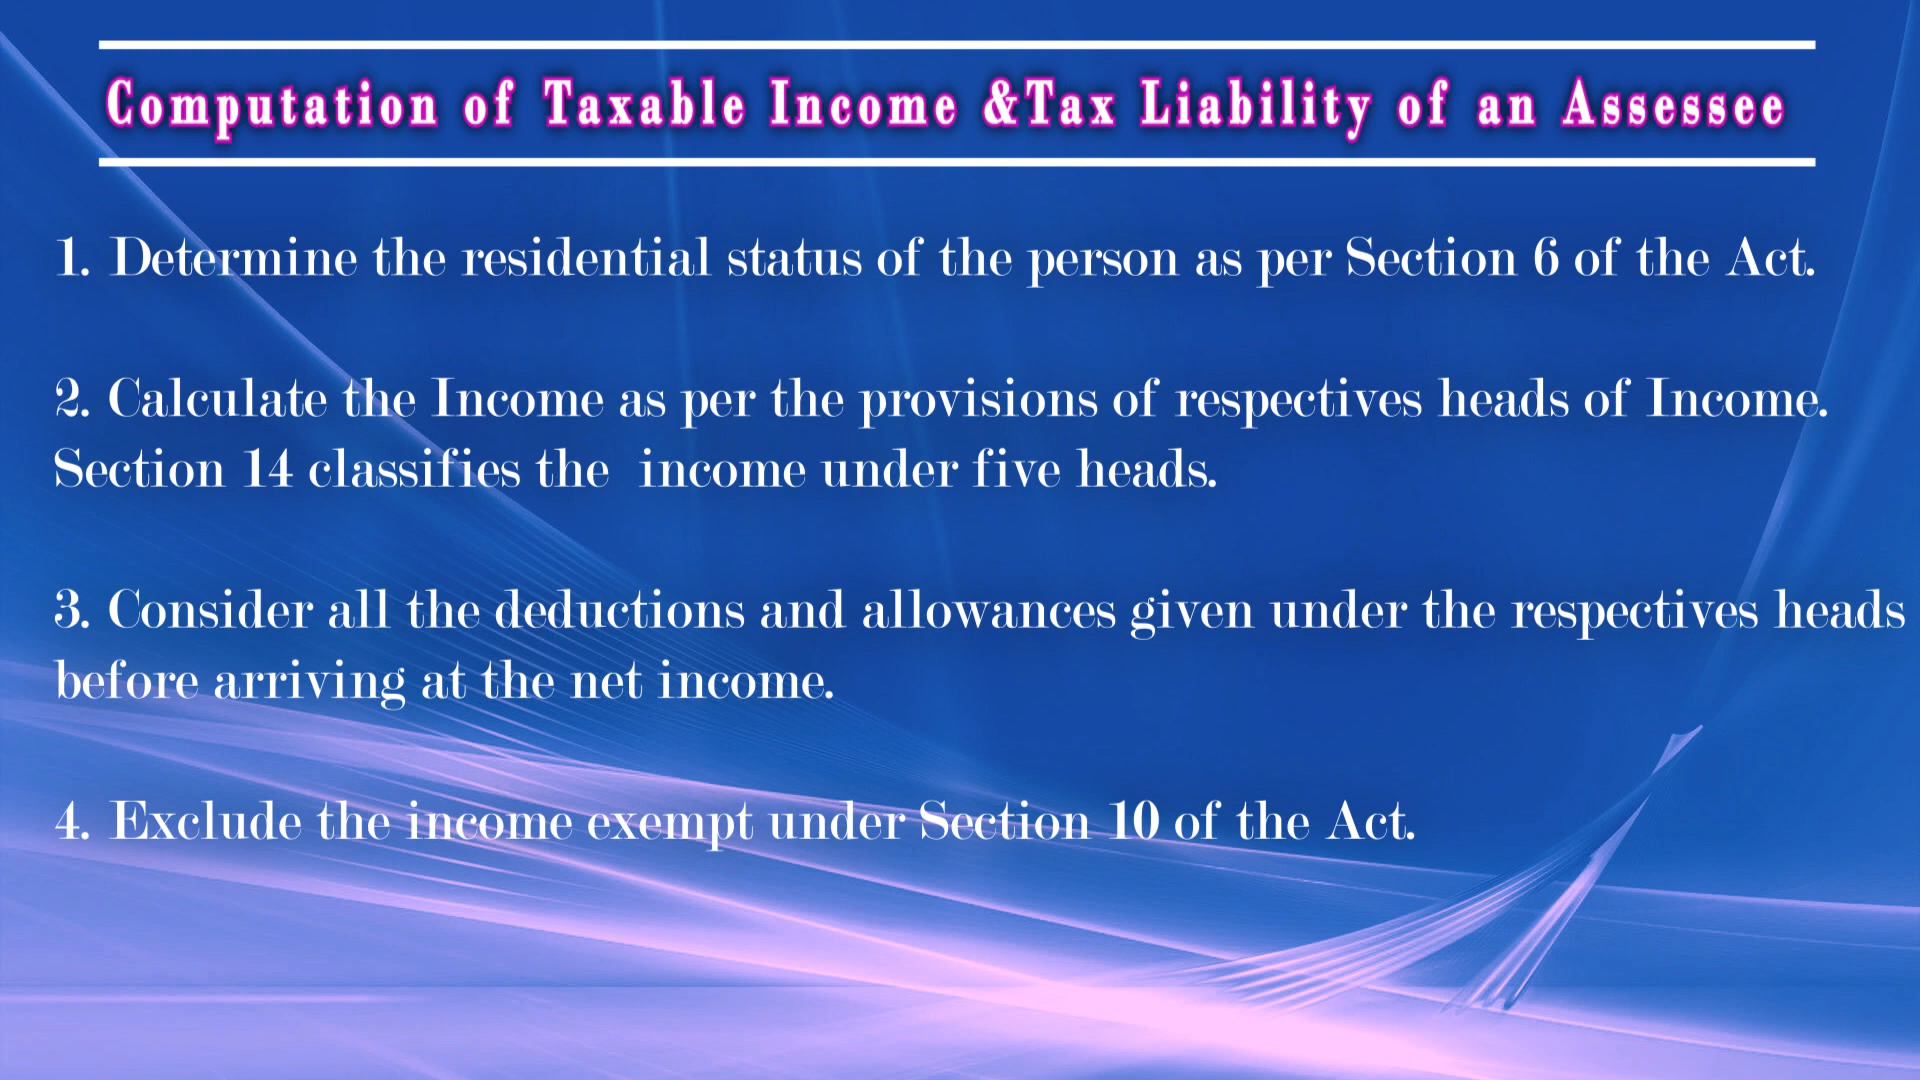 Computation of Taxable Income &Tax Liability of an Assessee
1. Determine the residential status of the person as per Section 6 of the Act.
2. Calculate the Income as per the provisions of respectives heads of Income.
Section 14 classifies the  income under five heads.
3. Consider all the deductions and allowances given under the respectives heads
before arriving at the net income.
4. Exclude the income exempt under Section 10 of the Act.